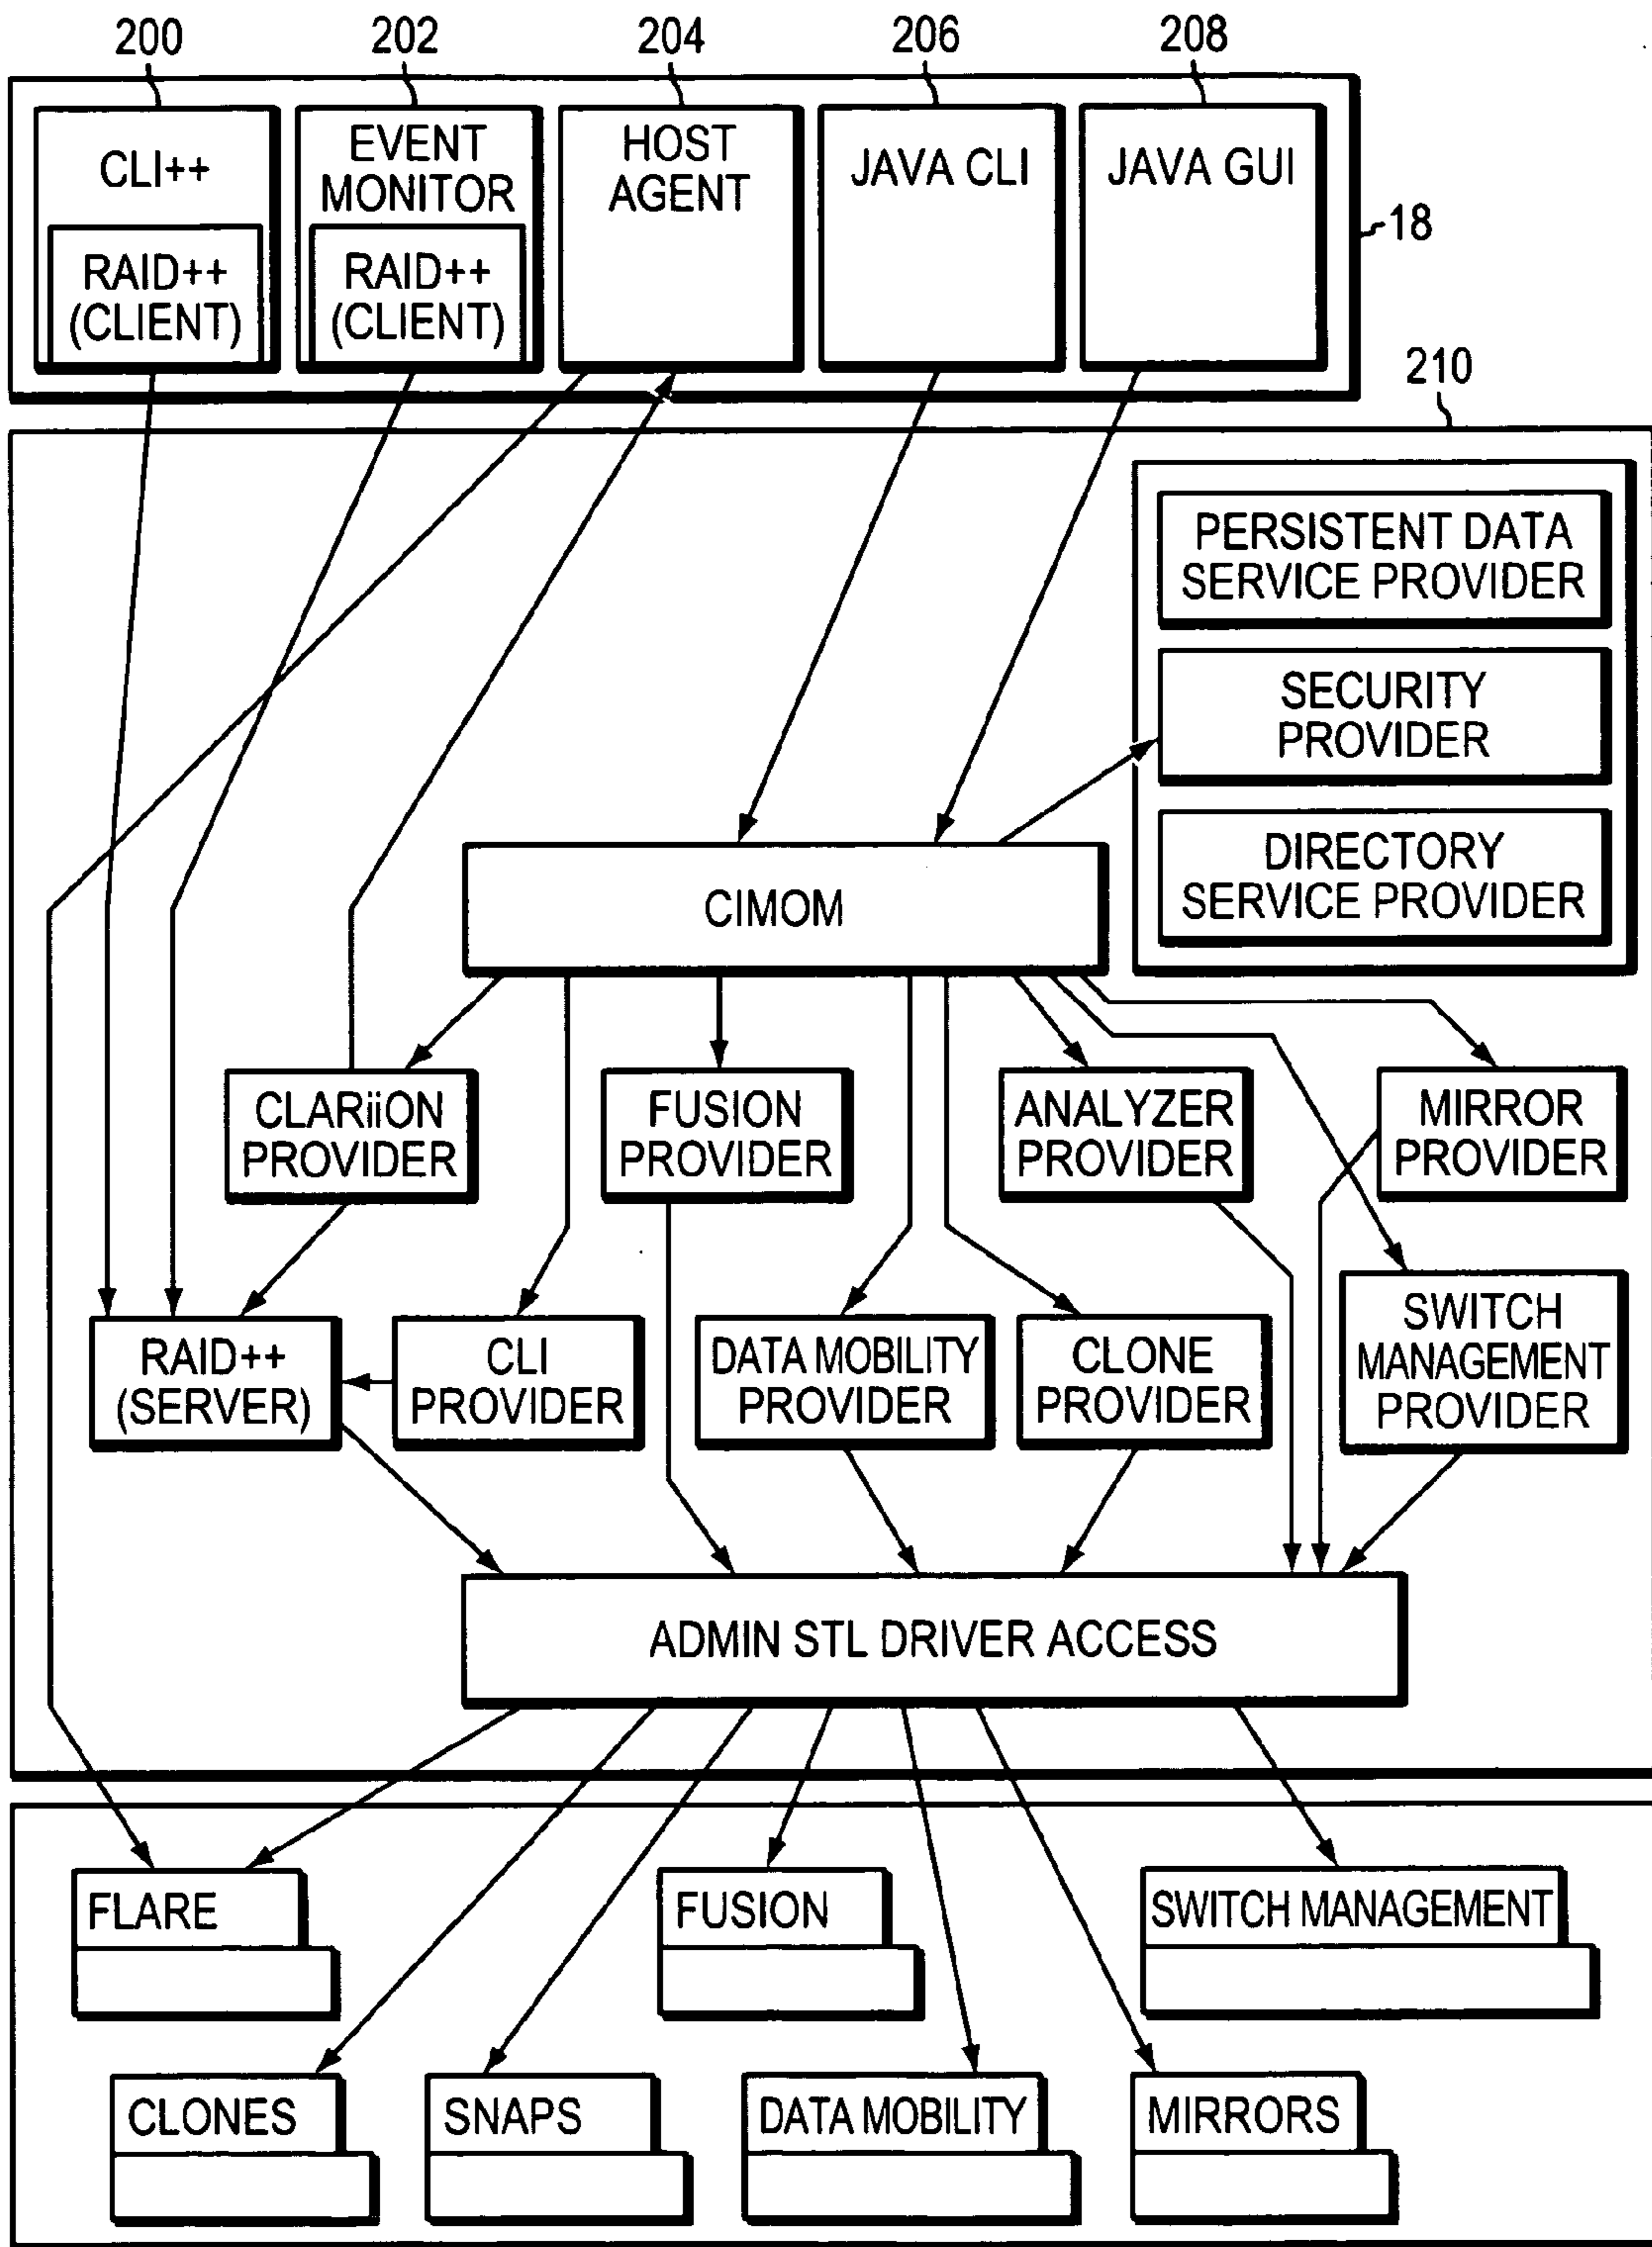 200
202
204
206
208
CLI++
RAID++
(CLIENT)
EVENT
MONITOR
RAID++
(CLIENT)
HOST
AGENT
JAVA CLI
JAVA GUI
18
210
PERSISTENT DATA
SERVICE PROVIDER
SECURITY
PROVIDER
DIRECTORY
SERVICE PROVIDER
CIMOM
CLARiiON
PROVIDER
FUSION
PROVIDER
ANALYZER
PROVIDER
MIRROR
PROVIDER
RAID++
(SERVER)
CLI
PROVIDER
DATA MOBILITY
PROVIDER
CLONE
PROVIDER
SWITCH
MANAGEMENT
PROVIDER
ADMIN STL DRIVER ACCESS
FLARE
FUSION
SWITCH MANAGEMENT
CLONES
SNAPS
DATA MOBILITY
MIRRORS